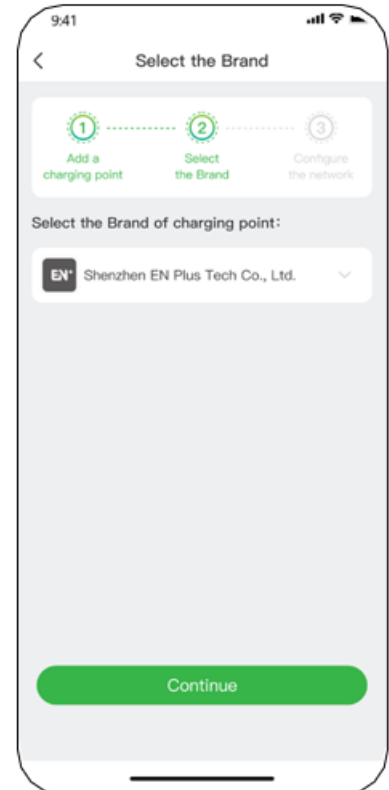 9:41
Select the Brand
1
2
3
Add a
charging point
Select
the Brand
Configure
the network
Select the Brand of charging point:
EN+ Shenzhen EN Plus Tech Co., Ltd.
Continue